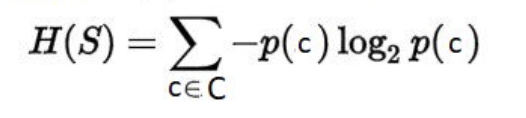 H(S) = ∑ −p(c) log₂ p(c)
c∈C